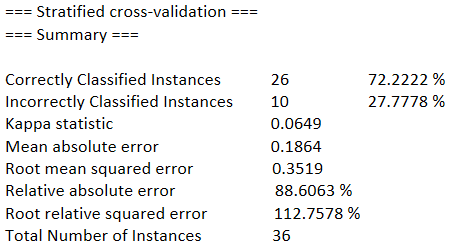 === Stratified cross-validation ===
=== Summary ===
Correctly Classified Instances 26 72.2222 %
Incorrectly Classified Instances 10 27.7778 %
Kappa statistic 0.0649
Mean absolute error 0.1864
Root mean squared error 0.3519
Relative absolute error 88.6063 %
Root relative squared error 112.7578 %
Total Number of Instances 36